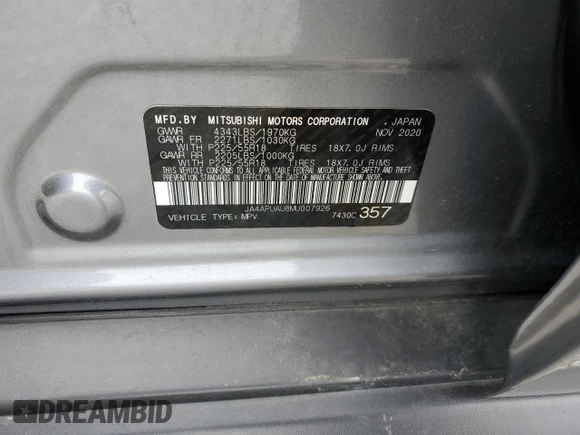 MFD.BY MITSUBISHI MOTORS CORPORATION . JAPAN
GVWR 4343LBS/1970KG NOV 2020
GAWR FR 2271LBS/1030KG
WITH P225/55R18 TIRES 18X7.0J RIMS
GAWR RR 2205LBS/1000KG
WITH P225/55R18 TIRES 18X7.0J RIMS
THIS VEHICLE CONFORMS TO ALL APPLICABLE FEDERAL MOTOR
VEHICLE SAFETY AND THEFT PREVENTION STANDARDS IN EFFECT
ON THE DATE OF MANUFACTURE SHOWN ABOVE.
JA4APUAU8MU007926
VEHICLE TYPE:MPV 7430C 357
DREAMBID